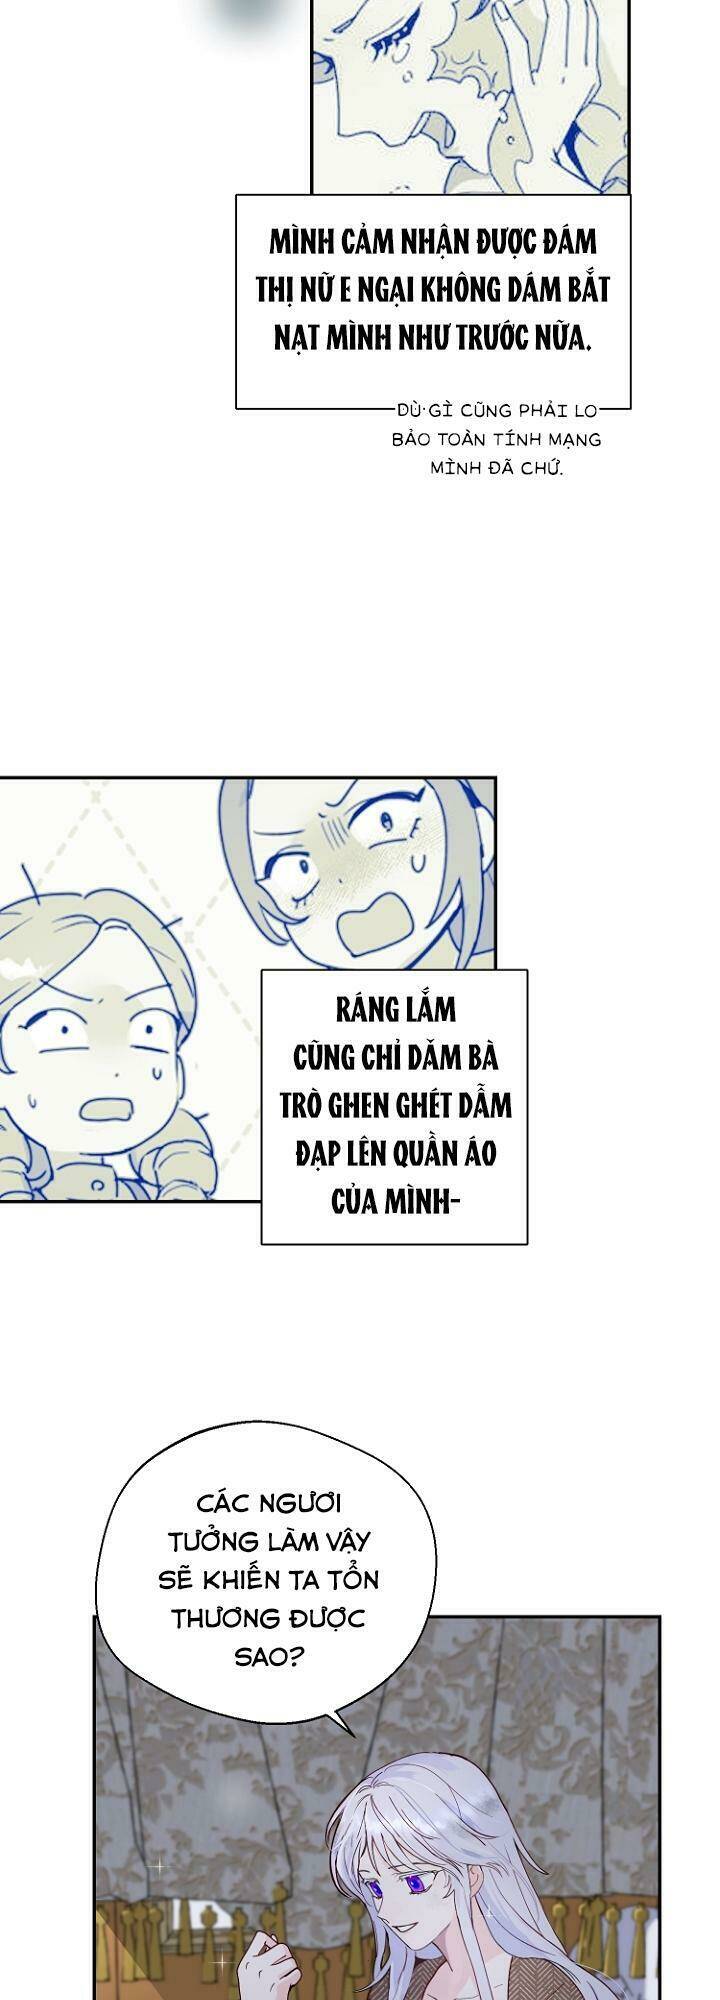 MÌNH CẢM NHẬN ĐƯỢC ĐÁM
THỊ NỮ E NGẠI KHÔNG DÁM BẮT
NẠT MÌNH NHƯ TRƯỚC NỮA.
DÙ GÌ CŨNG PHẢI LO
BẢO TOÀN TÍNH MẠNG
MÌNH ĐÃ CHỨ.
RÁNG LẮM
CŨNG CHỈ DĂM BÀ
TRÒ GHEN GHÉT DẪM
ĐẠP LÊN QUẦN ÁO
CỦA MÌNH-
CÁC NGƯƠI
TƯỞNG LÀM VẬY
SẼ KHIẾN TA TỔN
THƯƠNG ĐƯỢC
SAO?